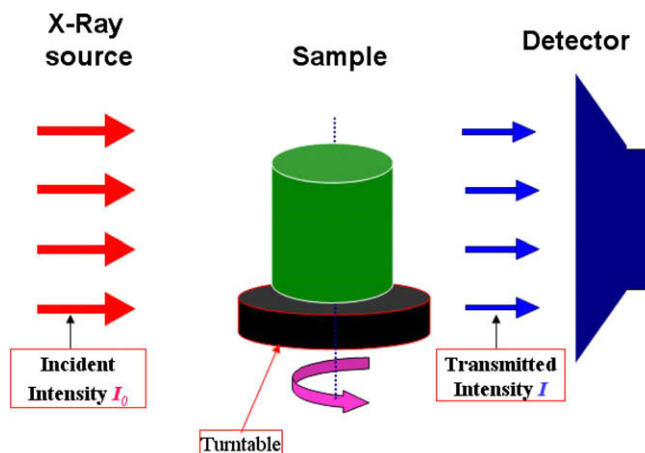 X-Ray
source
Sample
Detector
Incident
Intensity I₀
Transmitted
Intensity I
Turntable